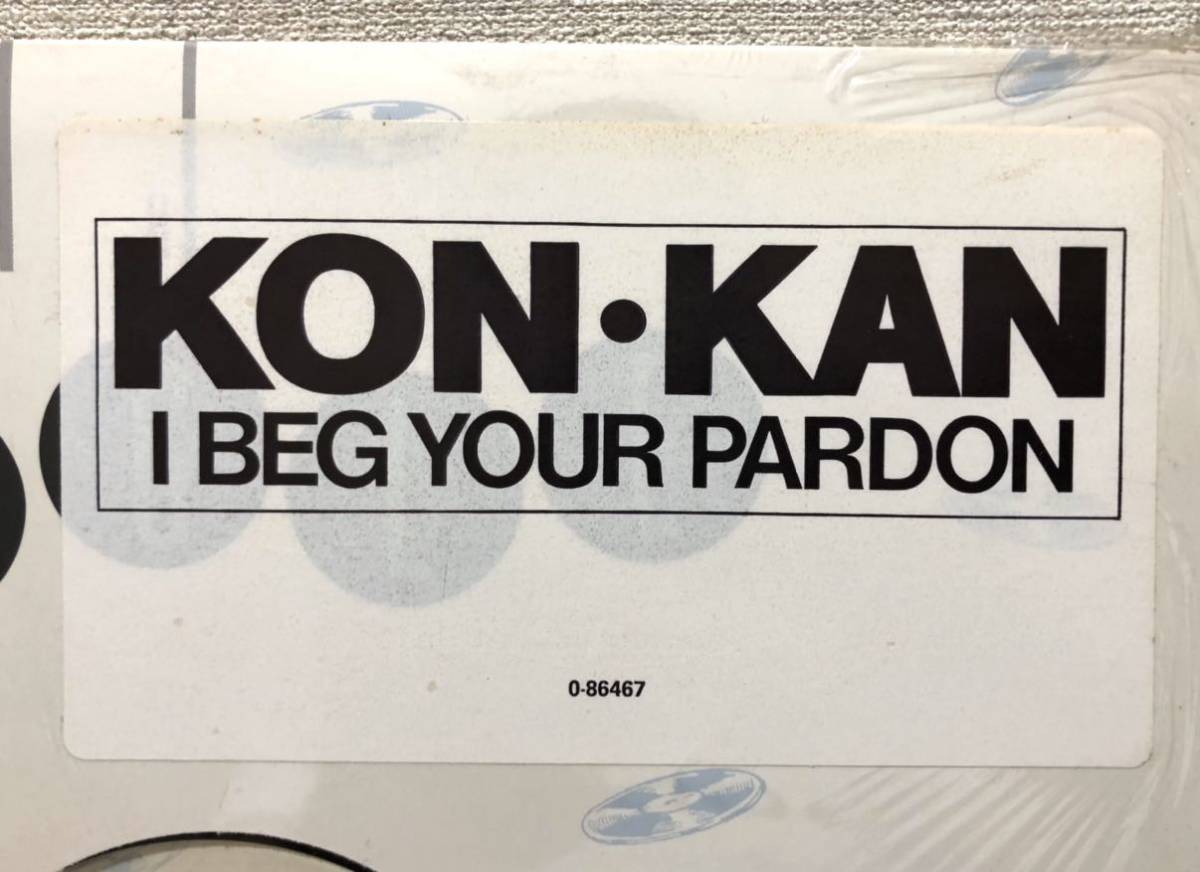 KON·KAN
I BEG YOUR PARDON
0-86467